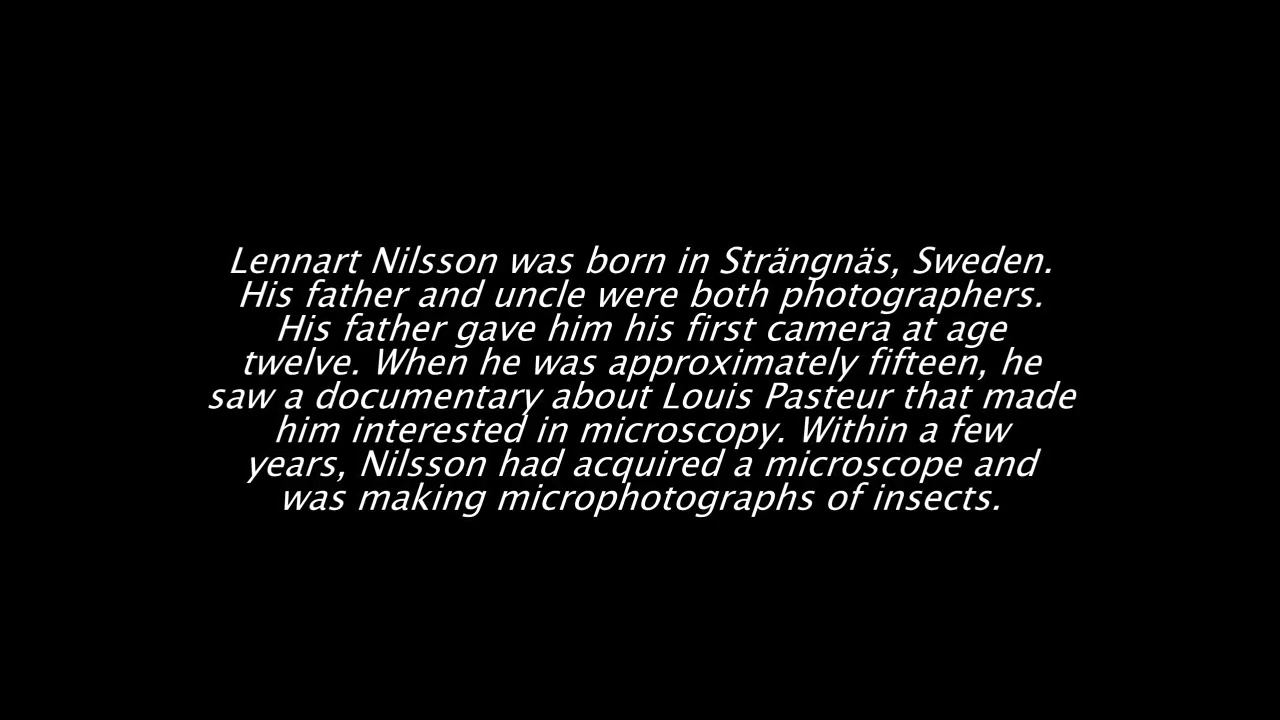 Lennart Nilsson was born in Strängnäs, Sweden.
His father and uncle were both photographers.
His father gave him his first camera at age
twelve. When he was approximately fifteen, he
saw a documentary about Louis Pasteur that made
him interested in microscopy. Within a few
years, Nilsson had acquired a microscope and
was making microphotographs of insects.